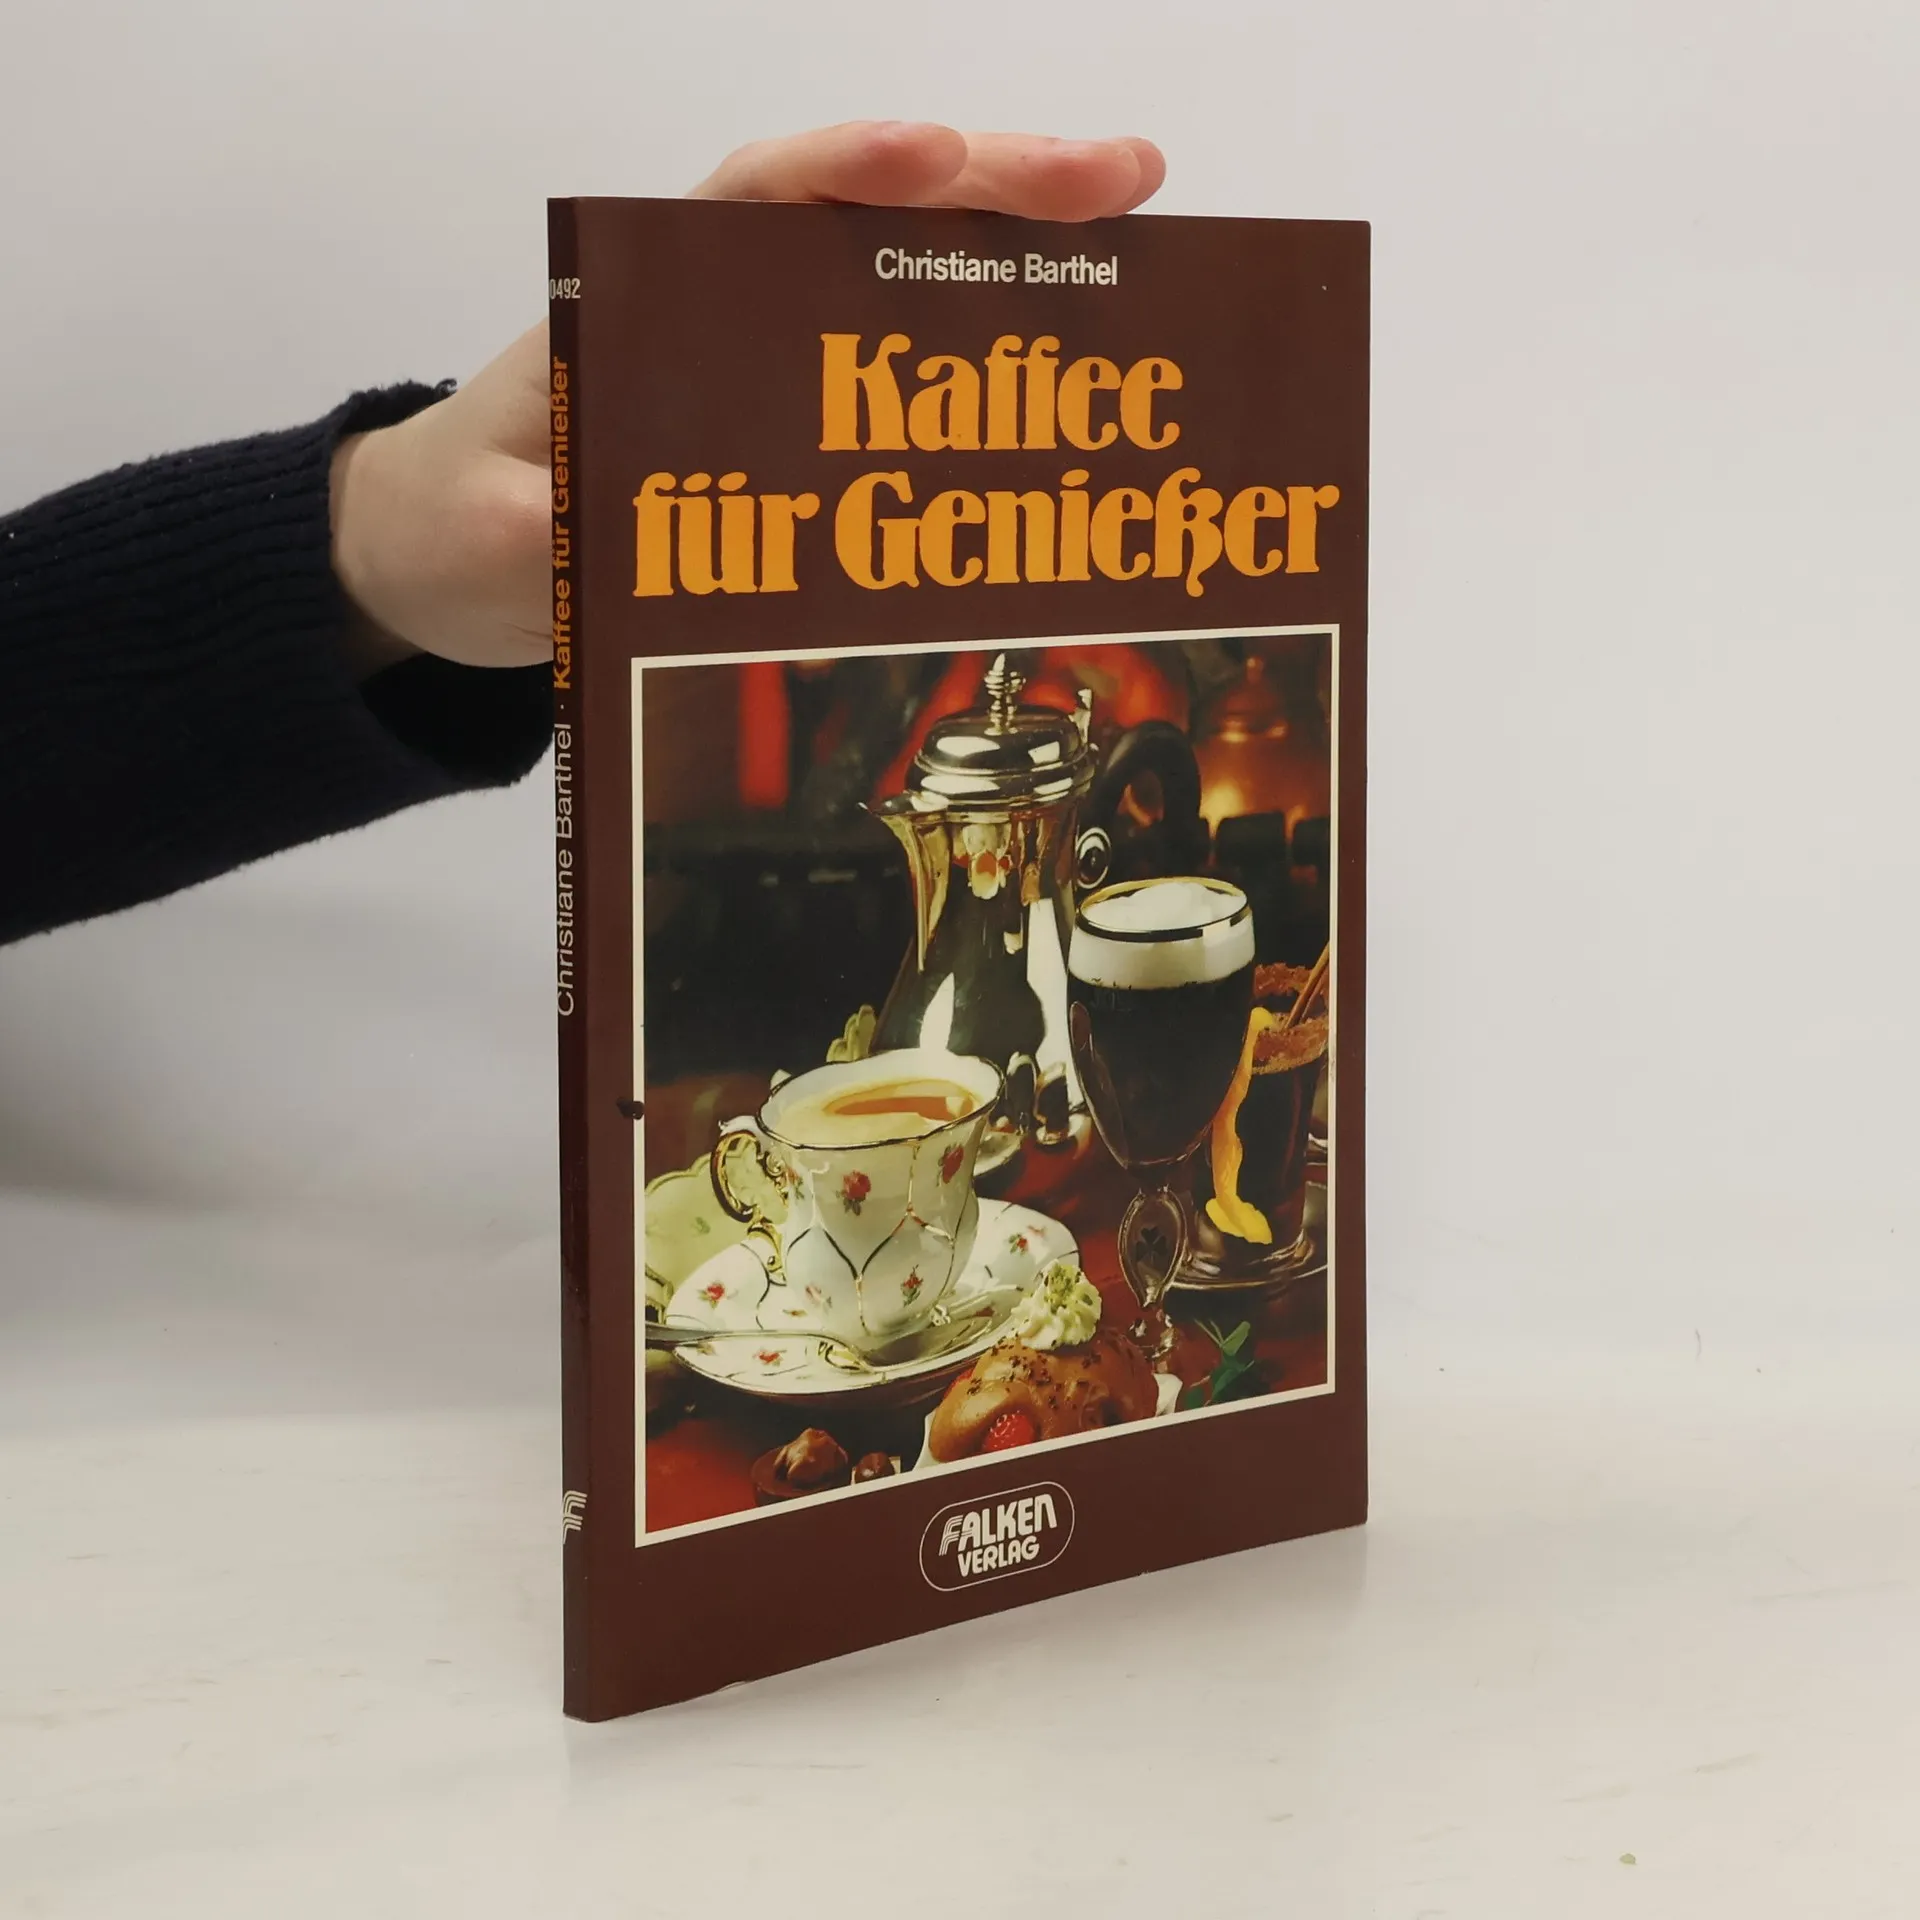 Christiane Barthel
Kaffee
für Genießer
FALKEN
VERLAG
0492
Christiane Barthel · Kaffee für Genießer